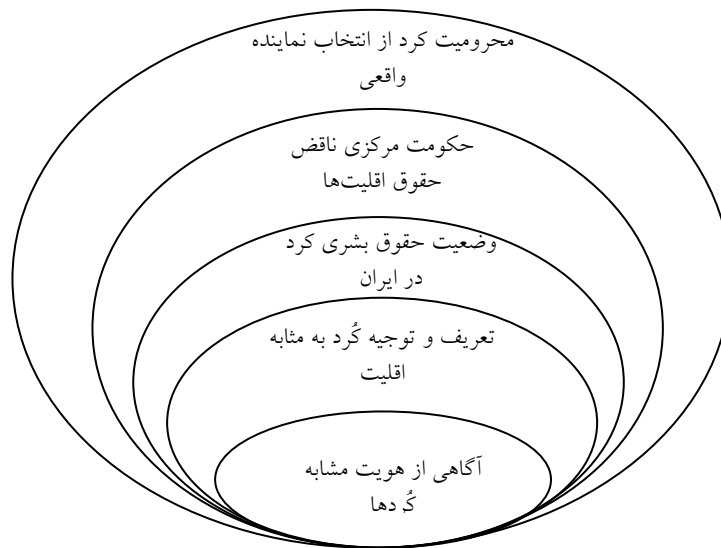 محرومیت کرد از انتخاب نماینده
واقعی
حکومت مرکزی ناقض
حقوق اقلیت‌ها
وضعیت حقوق بشری کرد
در ایران
تعریف و توجیه کُرد به مثابه
اقلیت
آگاهی از هویت مشابه
کُردها